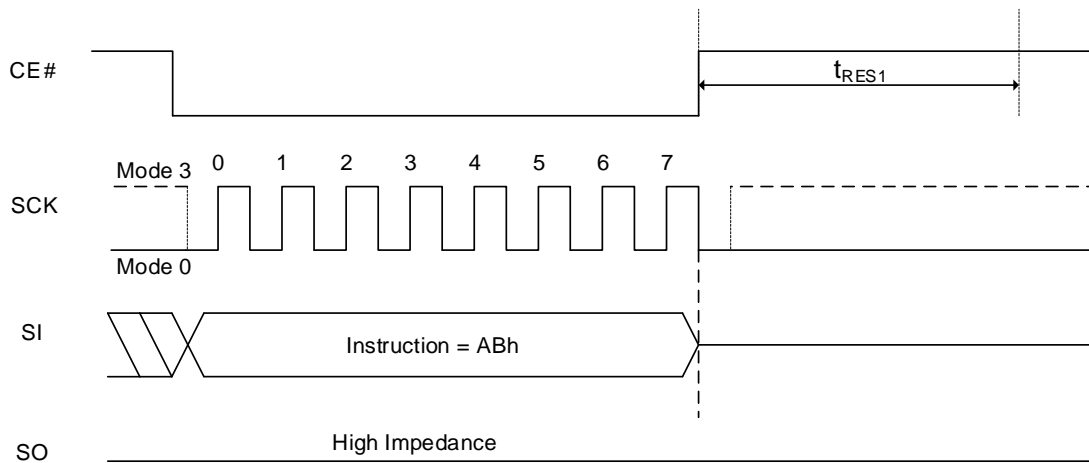 CE#
tRES1
Mode 3 0 1 2 3 4 5 6 7
SCK
Mode 0
SI
Instruction = ABh
SO
High Impedance